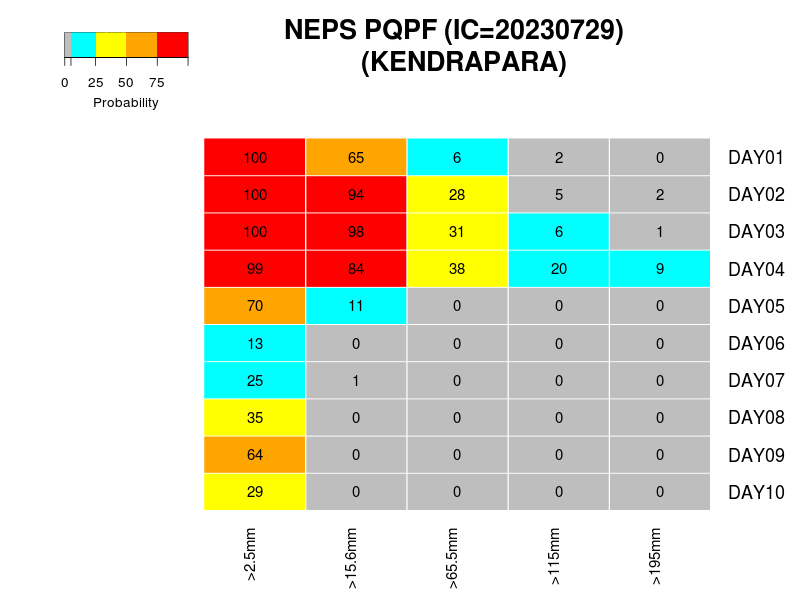 NEPS PQPF (IC=20230729)
(KENDRAPARA)
0 25 50 75
Probability
100 65 6 2 0 DAY01
100 94 28 5 2 DAY02
100 98 31 6 1 DAY03
99 84 38 20 9 DAY04
70 11 0 0 0 DAY05
13 0 0 0 0 DAY06
25 1 0 0 0 DAY07
35 0 0 0 0 DAY08
64 0 0 0 0 DAY09
29 0 0 0 0 DAY10
>2.5mm >15.6mm >65.5mm >115mm >195mm